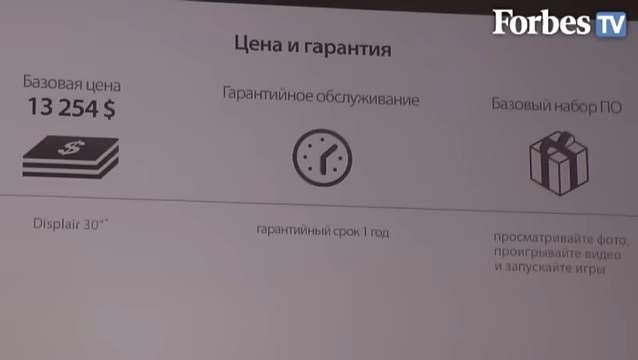 Forbes TV
Цена и гарантия
Базовая цена
13 254 $
Гарантийное обслуживание
Базовый набор ПО
$
Displair 30"*
гарантийный срок 1 год
просматривайте фото,
проигрывайте видео
и запускайте игры